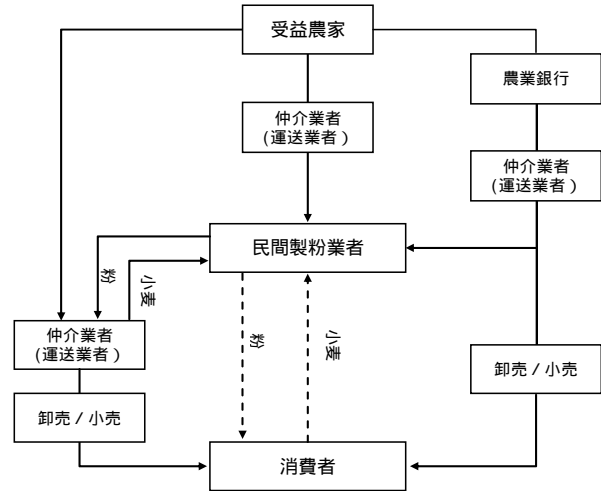 受益農家
農業銀行
仲介業者
(運送業者)
仲介業者
(運送業者)
民間製粉業者
粉
小麦
仲介業者
(運送業者)
粉
小麦
卸売 / 小売
卸売 / 小売
消費者